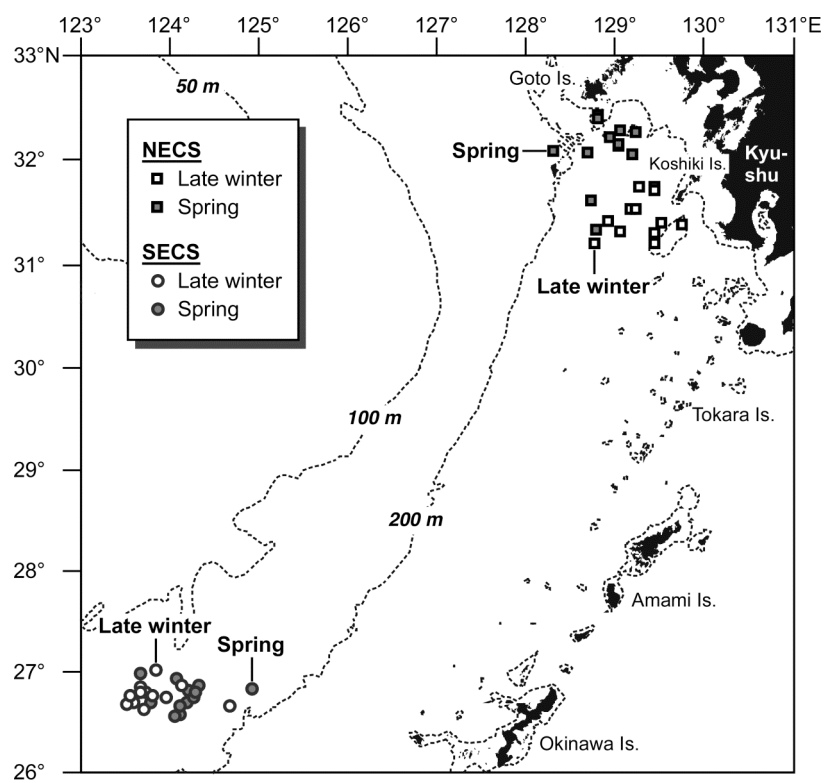 123° 124° 125° 126° 127° 128° 129° 130° 131°E
33°N
50 m
Goto Is.
NECS
Late winter
Spring
SECS
Late winter
Spring
32°
Spring
Koshiki Is.
Kyu-
shu
31°
Late winter
30°
100 m
Tokara Is.
29°
200 m
28°
Amami Is.
Late winter
Spring
27°
Okinawa Is.
26°